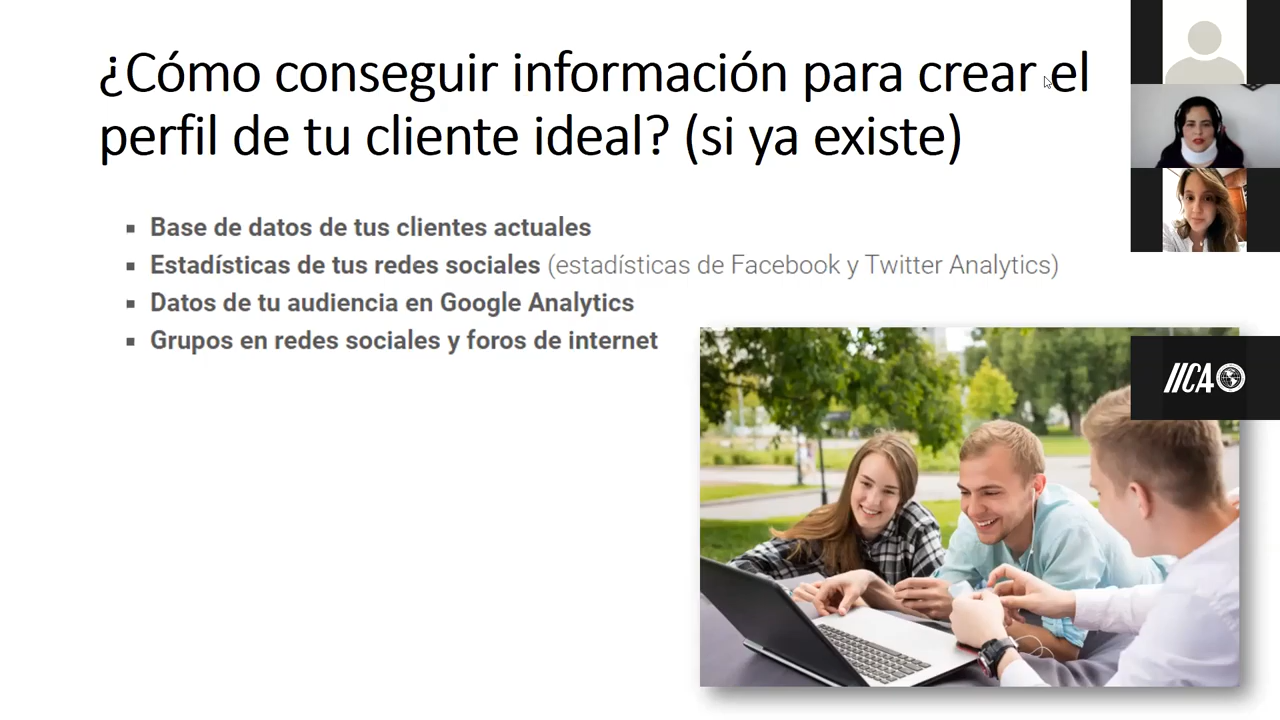 ¿Cómo conseguir información para crear el
perfil de tu cliente ideal? (si ya existe)
Base de datos de tus clientes actuales
Estadísticas de tus redes sociales (estadísticas de Facebook y Twitter Analytics)
Datos de tu audiencia en Google Analytics
Grupos en redes sociales y foros de internet
IICA